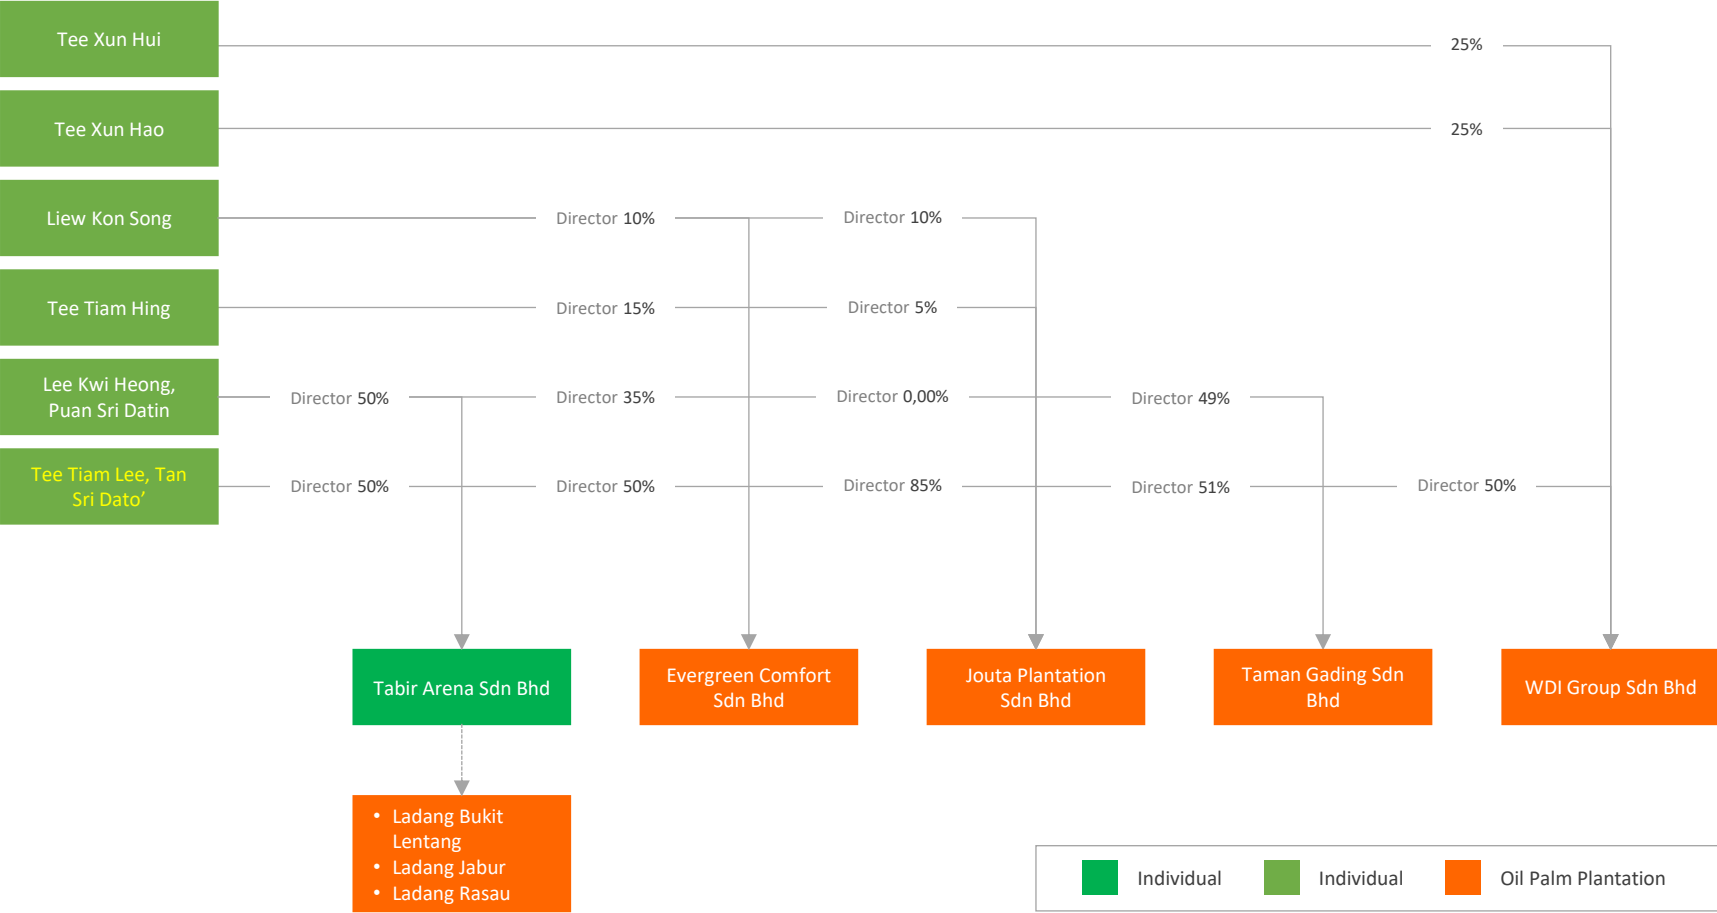 Tee Xun Hui
25%
Tee Xun Hao
25%
Liew Kon Song
Director 10%
Director 10%
Tee Tiam Hing
Director 15%
Director 5%
Lee Kwi Heong,
Puan Sri Datin
Director 50%
Director 35%
Director 0,00%
Director 49%
Tee Tiam Lee, Tan
Sri Dato’
Director 50%
Director 50%
Director 85%
Director 51%
Director 50%
Tabir Arena Sdn Bhd
Evergreen Comfort
Sdn Bhd
Jouta Plantation
Sdn Bhd
Taman Gading Sdn
Bhd
WDI Group Sdn Bhd
• Ladang Bukit
Lentang
• Ladang Jabur
• Ladang Rasau
Individual
Individual
Oil Palm Plantation